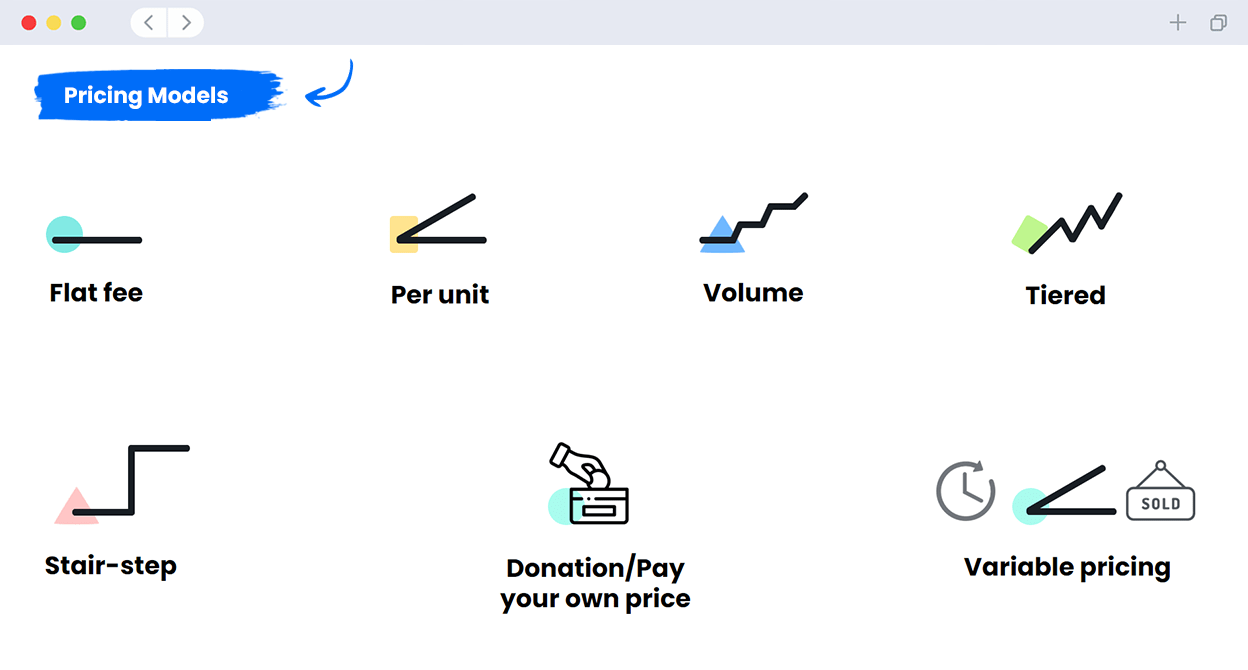 Pricing Models
Flat fee
Per unit
Volume
Tiered
Stair-step
Donation/Pay
your own price
SOLD
Variable pricing